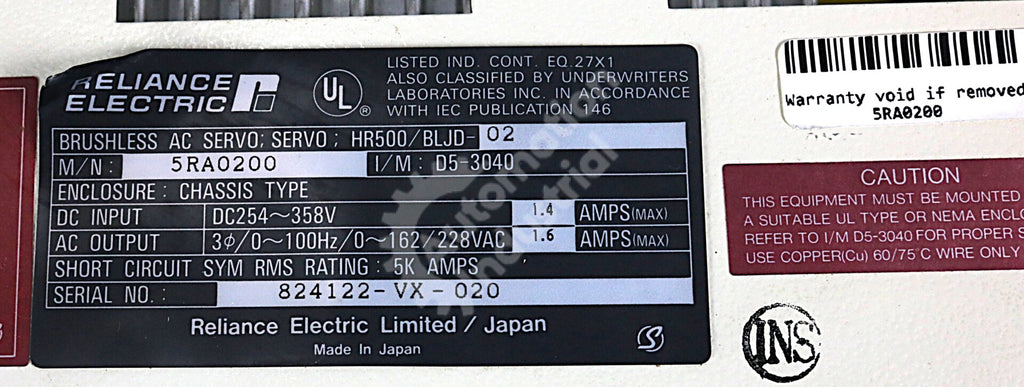 RELIANCE
ELECTRIC
UL
®
LISTED IND. CONT. EQ. 27X1
ALSO CLASSIFIED BY UNDERWRITERS
LABORATORIES INC. IN ACCORDANCE
WITH IEC PUBLICATION 146
BRUSHLESS AC SERVO; SERVO; HR500/BLJD-02
M/N: 5RA0200 I/M: D5-3040
ENCLOSURE: CHASSIS TYPE
DC INPUT DC254~358V 1.4 AMPS(MAX)
AC OUTPUT 3φ/0~100Hz/0~162/228VAC 1.6 AMPS(MAX)
SHORT CIRCUIT SYM RMS RATING: 5K AMPS
SERIAL NO. 824122-VX-020
Reliance Electric Limited / Japan
Made In Japan
Automation
Industrial
Warranty void if removed
5RA0200
CAUTION
THIS EQUIPMENT MUST BE MOUNTED
A SUITABLE UL TYPE OR NEMA ENCLO
REFER TO I/M D5-3040 FOR PROPER S
USE COPPER(Cu) 60/75℃ WIRE ONLY
INS